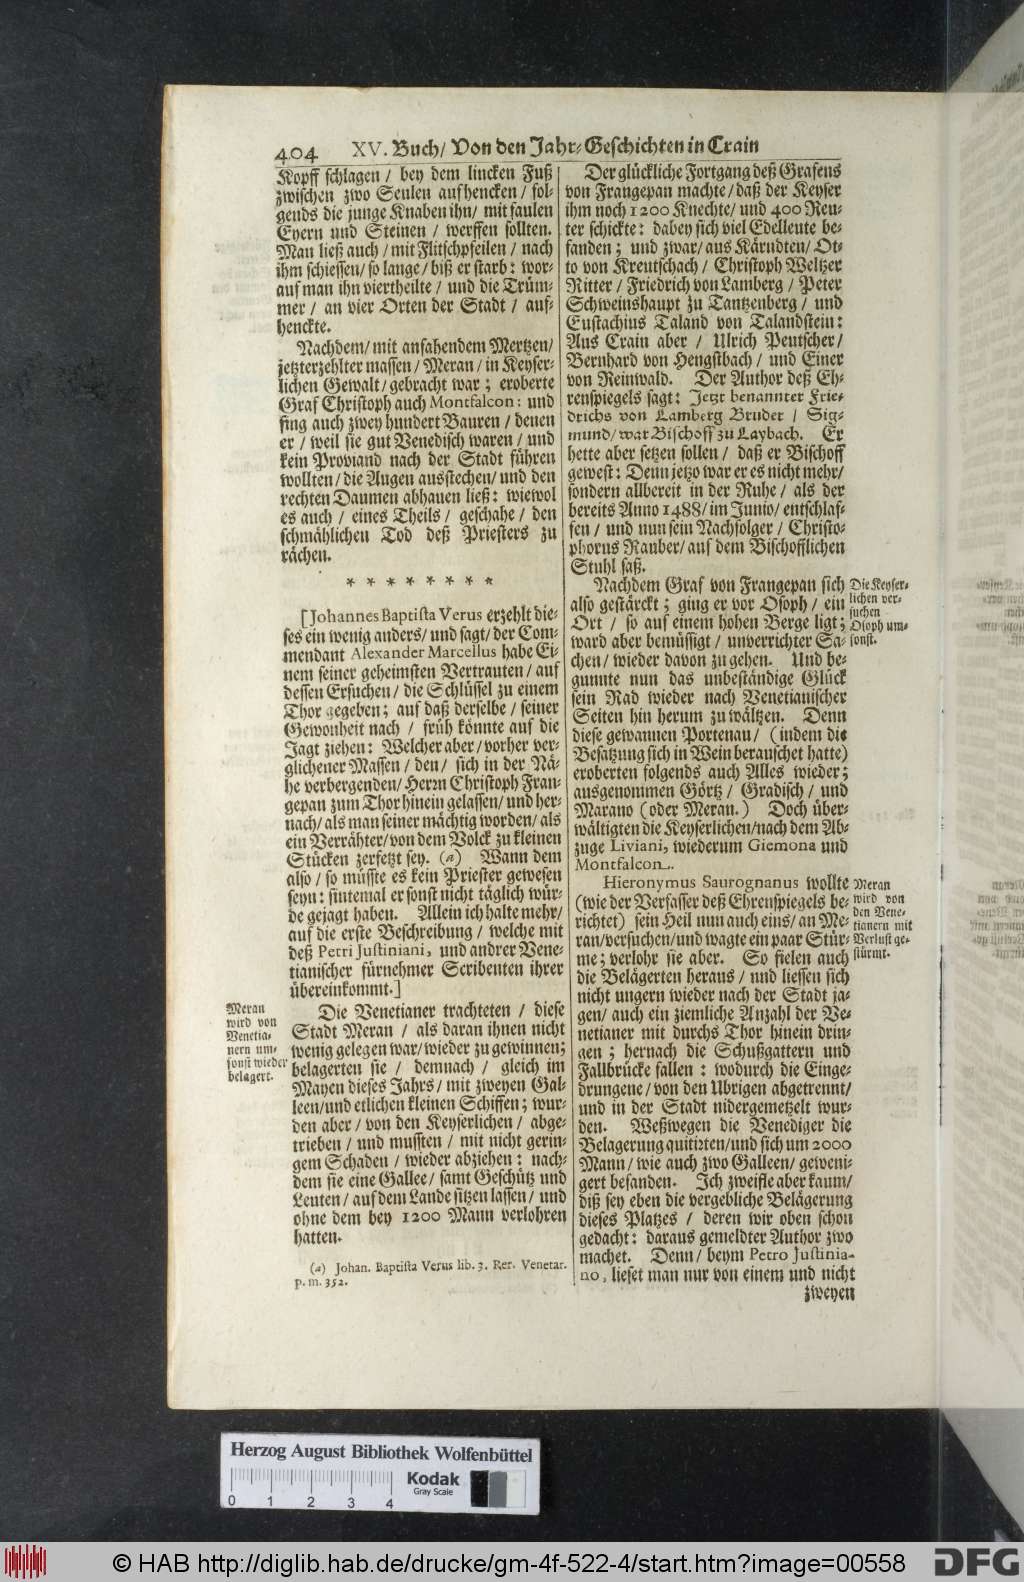 404 XV. Buch/ Von den Jahr-Geschichten in Crain
Kopff schlagen / bey dem lincken Fuß
zwischen zwo Seulen aufhencken / fol-
gends die junge Knaben ihn / mit faulen
Eyern und Steinen / werffen sollten.
Man ließ auch / mit Flitschpfeilen / nach
ihm schiessen / so lange / biß er starb: wor-
auf man ihn viertheilte / und die Trüm-
mer / an vier Orten der Stadt / auf-
henckte.
Nachdem / mit anfahendem Mertzen /
jetzterzehlter massen / Meran / in Keyser-
lichen Gewalt / gebracht war ; eroberte
Graf Christoph auch Montfalcon: und
fing auch zwey hundert Bauren / denen
er / weil sie gut Venedisch waren / und
kein Proviand nach der Stadt führen
wollten / die Augen ausstechen / und den
rechten Daumen abhauen ließ: wiewol
es auch / eines Theils / geschahe / den
schmählichen Tod deß Priesters zu
rächen.
* * * * * * * *
[Johannes Baptista Verus erzehlt die-
ses ein wenig anders / und sagt / der Com-
mendant Alexander Marcellus habe Ei-
nem seiner geheimsten Vertrauten / auf
dessen Ersuchen / die Schlüssel zu einem
Thor gegeben ; auf daß derselbe / seiner
Gewonheit nach / früh könnte auf die
Jagt ziehen: Welcher aber / vorher ver-
glichener Massen / den / sich in der Nä-
he verbergenden / Herrn Christoph Fran-
gepan zum Thor hinein gelassen / und her-
nach / als man seiner mächtig worden / als
ein Verrähter / von dem Volck zu kleinen
Stücken zerfetzt sey. (a) Wann dem
also / so müsste es kein Priester gewesen
seyn: sintemal er sonst nicht täglich wür-
de gejagt haben. Allein ich halte mehr /
auf die erste Beschreibung / welche mit
deß Petri Justiniani, und andrer Vene-
tianischer fürnehmer Scribenten ihrer
übereinkommt.]
Meran
wird von
Venetia-
nern um-
sonst wieder
belagert.
Die Venetianer trachteten / diese
Stadt Meran / als daran ihnen nicht
wenig gelegen war / wieder zu gewinnen ;
belagerten sie / demnach / gleich im
Mayen dieses Jahrs / mit zweyen Gal-
leen / und etlichen kleinen Schiffen ; wur-
den aber / von den Keyserlichen / abge-
trieben / und mussten / mit nicht gerin-
gem Schaden / wieder abziehen: nach-
dem sie eine Gallee / samt Geschütz und
Leuten / auf dem Lande sitzen lassen / und
ohne dem bey 1200 Mann verlohren
hatten.
(a) Johan. Baptista Verus lib. 3. Rer. Venetar.
p. m. 352.
Der glückliche Fortgang deß Grafens
von Frangepan machte / daß der Keyser
ihm noch 1200 Knechte / und 400 Reu-
ter schickte: dabey sich viel Edelleute be-
fanden ; und zwar / aus Kärndten / Ot-
to von Kreutschach / Christoph Weltzer
Ritter / Friedrich von Lamberg / Peter
Schweinshaupt zu Tantzenberg / und
Eustachius Taland von Talandstein:
Aus Crain aber / Ulrich Peutscher /
Bernhard von Hengstbach / und Einer
von Reinwald. Der Author deß Eh-
renspiegels sagt: Jetzt benannter Frie-
drichs von Lamberg Bruder / Sig-
mund / war Bischoff zu Laybach. Er
hette aber setzen sollen / daß er Bischoff
gewest: Denn jetzo war er es nicht mehr /
sondern allbereit in der Ruhe / als der
bereits Anno 1488 / im Junio / entschlaf-
fen / und nun sein Nachfolger / Christo-
phorus Rauber / auf dem Bischofflichen
Stuhl saß.
Nachdem Graf von Frangepan sich
also gestärckt ; ging er vor Osoph / ein
Ort / so auf einem hohen Berge ligt ;
ward aber bemüssigt / unverrichter Sa-
chen / wieder davon zu gehen. Und be-
gunnte nun das unbeständige Glück
sein Rad wieder nach Venetianischer
Seiten hin herum zu wältzen. Denn
diese gewannen Portenau / (indem die
Besatzung sich in Wein berauschet hatte)
eroberten folgends auch Alles wieder ;
ausgenommen Görtz / Gradisch / und
Marano (oder Meran.) Doch über-
wältigten die Keyserlichen / nach dem Ab-
zuge Liviani, wiederum Giemona und
Montfalcon.
Die Keyser-
lichen ver-
suchen
Osoph um-
sonst.
Hieronymus Saurognanus wollte
(wie der Verfasser deß Ehrenspiegels be-
richtet) sein Heil nun auch eins / an Me-
ran / versuchen / und wagte ein paar Stür-
me ; verlohr sie aber. So fielen auch
die Belägerten heraus / und liessen sich
nicht ungern wieder nach der Stadt ja-
gen / auch ein ziemliche Anzahl der Ve-
netianer mit durchs Thor hinein drin-
gen ; hernach die Schußgattern und
Fallbrücke fallen : wodurch die Einge-
drungene / von den Ubrigen abgetrennt /
und in der Stadt nidergemetzelt wur-
den. Weßwegen die Venediger die
Belagerung quitirten / und sich um 2000
Mann / wie auch zwo Galleen / geweni-
gert befanden. Ich zweifle aber kaum /
diß sey eben die vergebliche Belägerung
dieses Platzes / deren wir oben schon
gedacht: daraus gemeldter Author zwo
machet. Denn / beym Petro Justinia-
no, lieset man nur von einem und nicht
zweyen
Meran
wird von
den Vene-
tianern mit
Verlust ge-
stürmt.
Herzog August Bibliothek Wolfenbüttel
0 1 2 3 4
Kodak
Gray Scale
© HAB http://diglib.hab.de/drucke/gm-4f-522-4/start.htm?image=00558
DFG